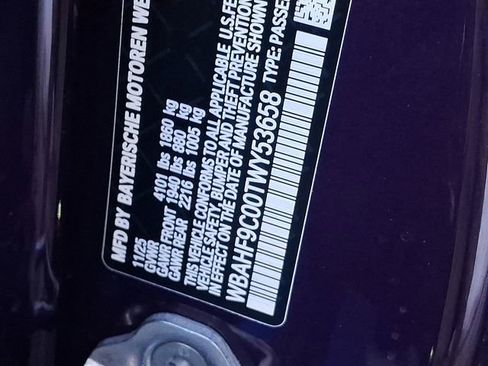 MFD BY BAYERISCHE MOTOREN WE
11/25
GVWR 4101 lbs 1860 kg
GAWR FRONT 1940 lbs 880 kg
GAWR REAR 2216 lbs 1005 kg
THIS VEHICLE CONFORMS TO ALL APPLICABLE U.S. FE
VEHICLE SAFETY, BUMPER AND THEFT PREVENTION
IN EFFECT ON THE DATE OF MANUFACTURE SHOWN
WBAHF9C00TWY53658 TYPE: PASSE